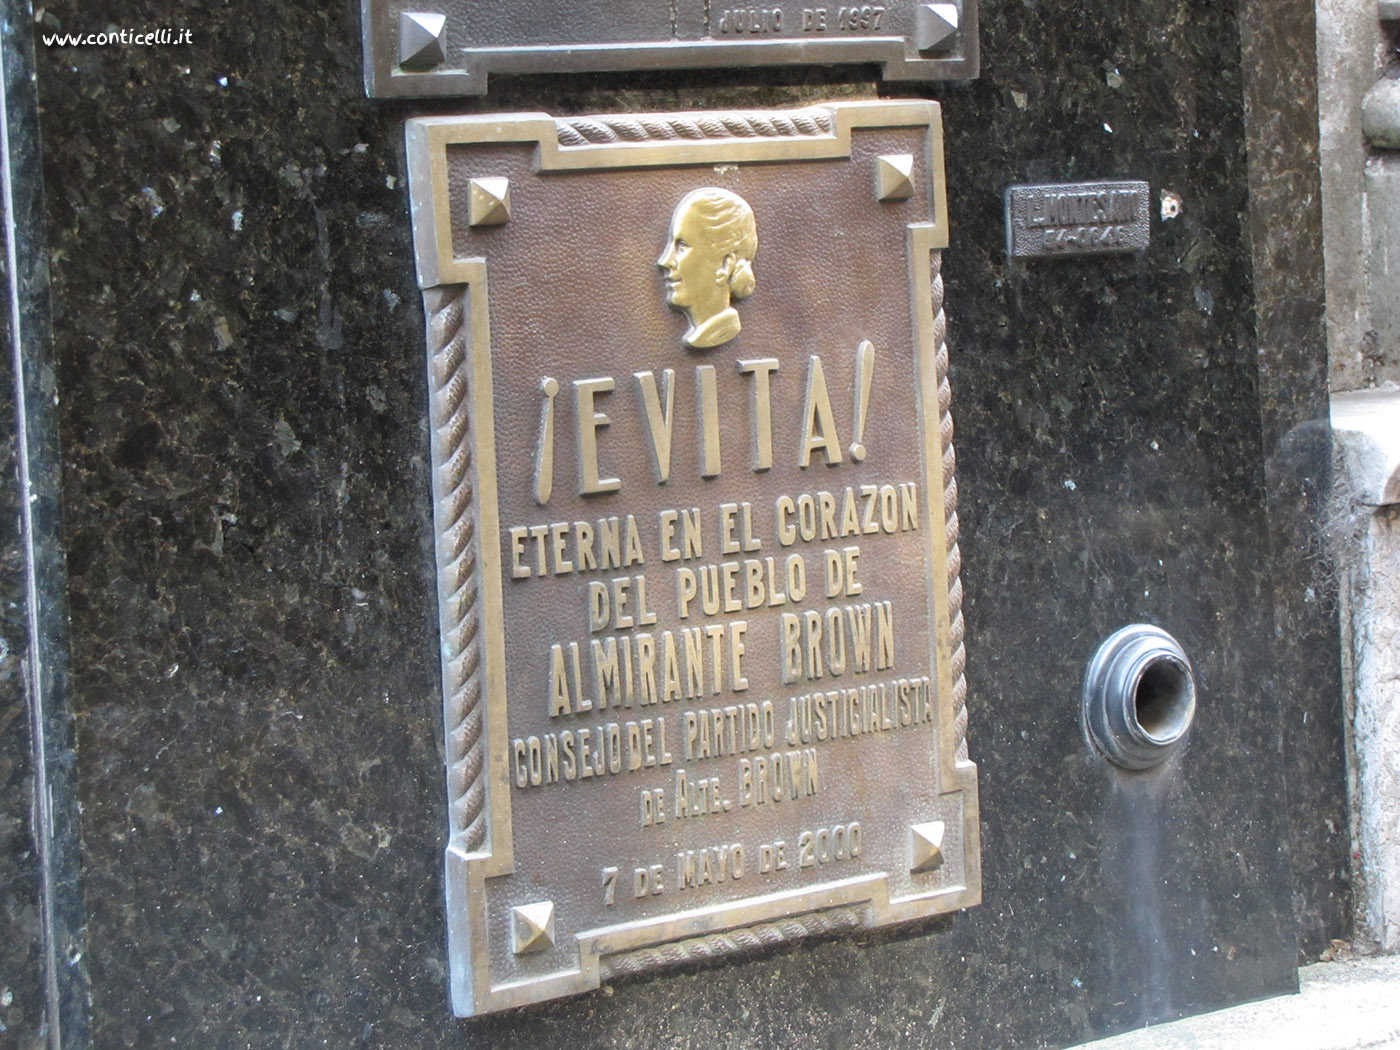 www.conticelli.it
JULIO DE 1997
¡EVITA!
ETERNA EN EL CORAZON
DEL PUEBLO DE
ALMIRANTE BROWN
CONSEJO DEL PARTIDO JUSTICIALISTA
DE ALTE. BROWN
7 DE MAYO DE 2000
L. MONTESANO